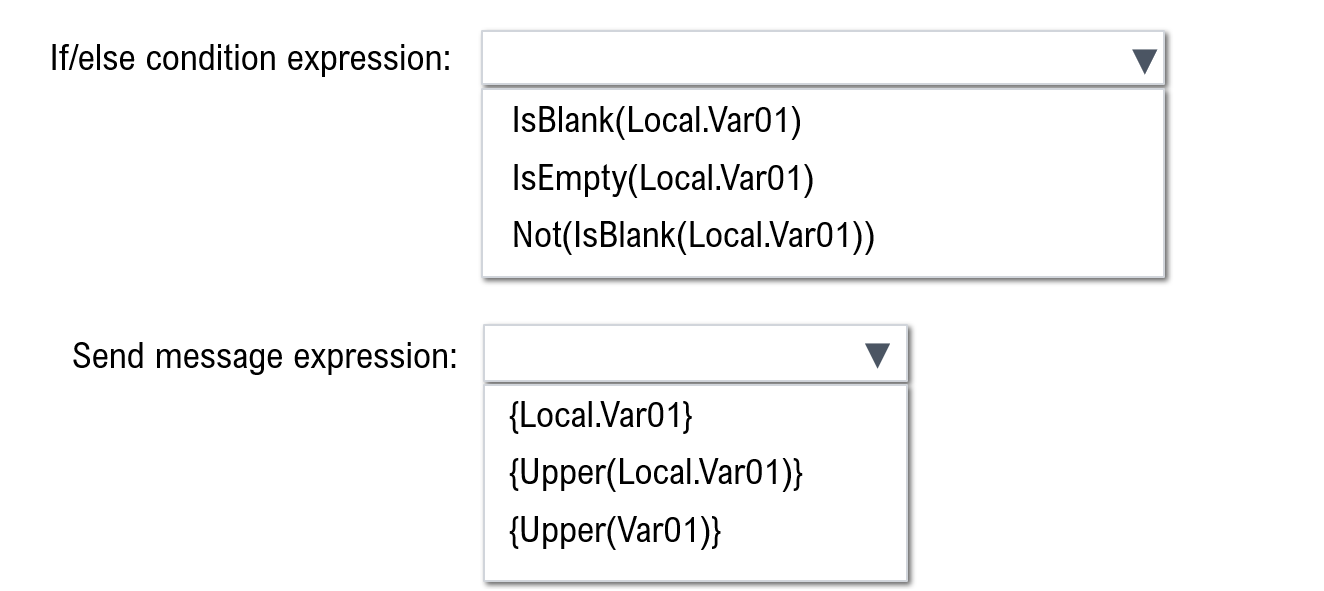 If/else condition expression:
IsBlank(Local.Var01)
IsEmpty(Local.Var01)
Not(IsBlank(Local.Var01))
Send message expression:
{Local.Var01}
{Upper(Local.Var01)}
{Upper(Var01)}